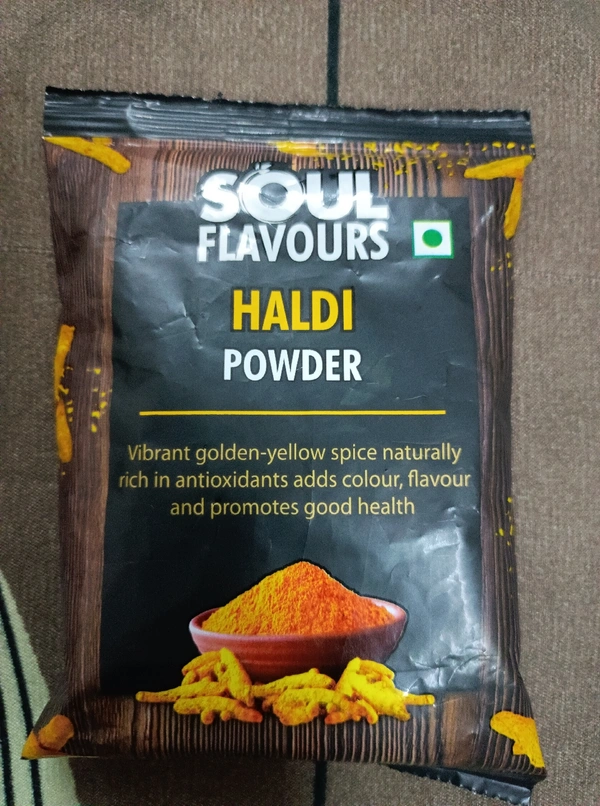 SOUL
FLAVOURS
HALDI
POWDER
Vibrant golden-yellow spice naturally
rich in antioxidants adds colour, flavour
and promotes good health